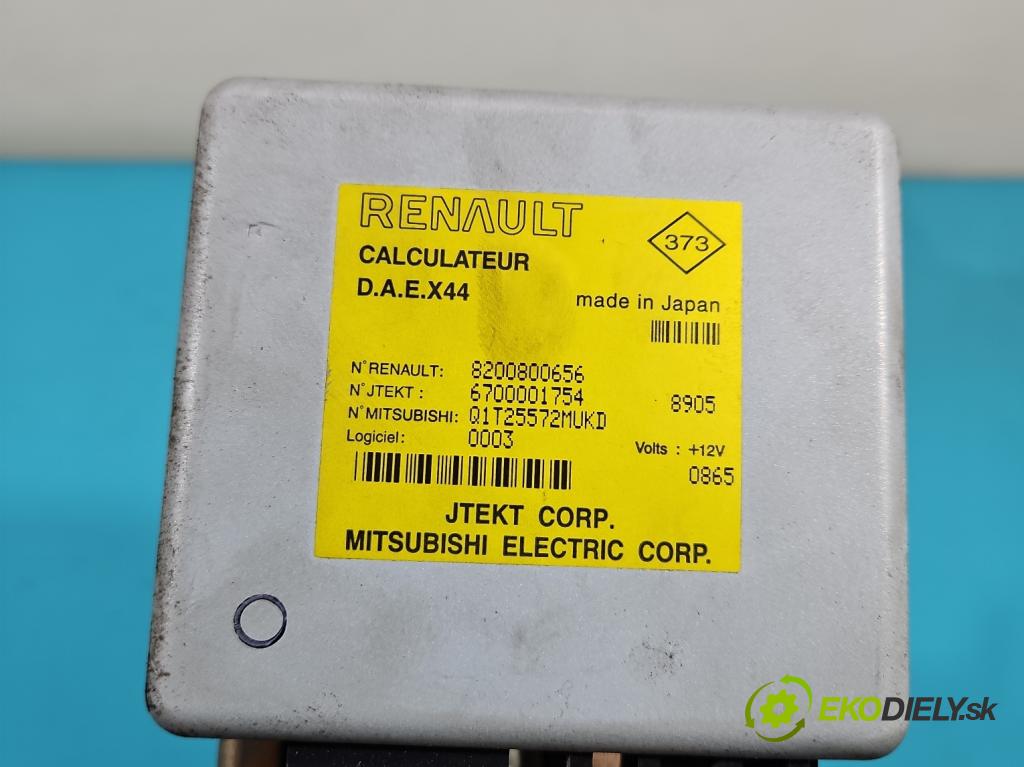 RENAULT
373
CALCULATEUR
D.A.E.X44
made in Japan
N°RENAULT: 8200800656
N°JTEKT : 6700001754 8905
N°MITSUBISHI: Q1T25572MUKD
Logiciel: 0003 Volts : +12V
0865
JTEKT CORP.
MITSUBISHI ELECTRIC CORP.
EKODIELY.sk